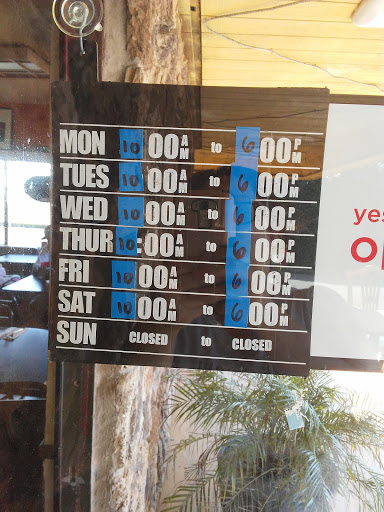 MON 10 00 AM to 6 00 PM
TUES 10 00 AM to 6 00 PM
WED 10 :00 AM to 6 00 PM
THUR 10 :00 AM to 6 00 PM
FRI 10 00 AM to 6 00 PM
SAT 10 00 AM to 6 00 PM
SUN CLOSED to CLOSED